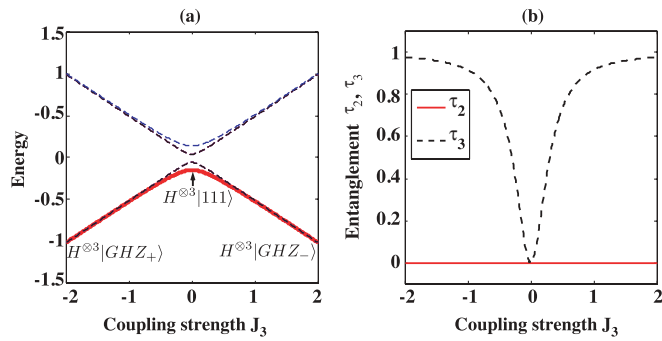 (a)
1.5
-1
-0.5
0
-0.5
-1
-1.5
Energy
H⊗3|111⟩
H⊗3|GHZ+⟩
H⊗3|GHZ−⟩
-2
-1
0
1
2
Coupling strength J3
(b)
1
0.8
0.6
0.4
0.2
0
Entanglement τ2, τ3
τ2
τ3
-2
-1
0
1
2
Coupling strength J3